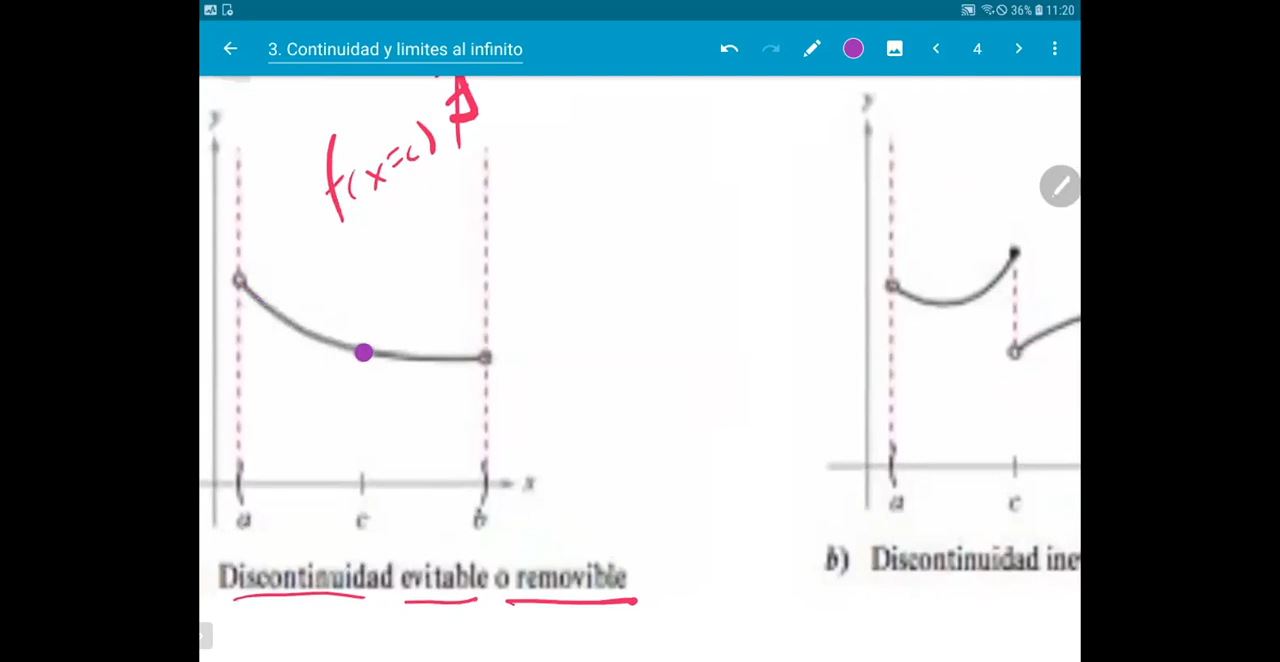 36% 11:20
3. Continuidad y limites al infinito
4
y
f(x=c)
a
c
b
x
Discontinuidad evitable o removible
y
a
c
b) Discontinuidad ine